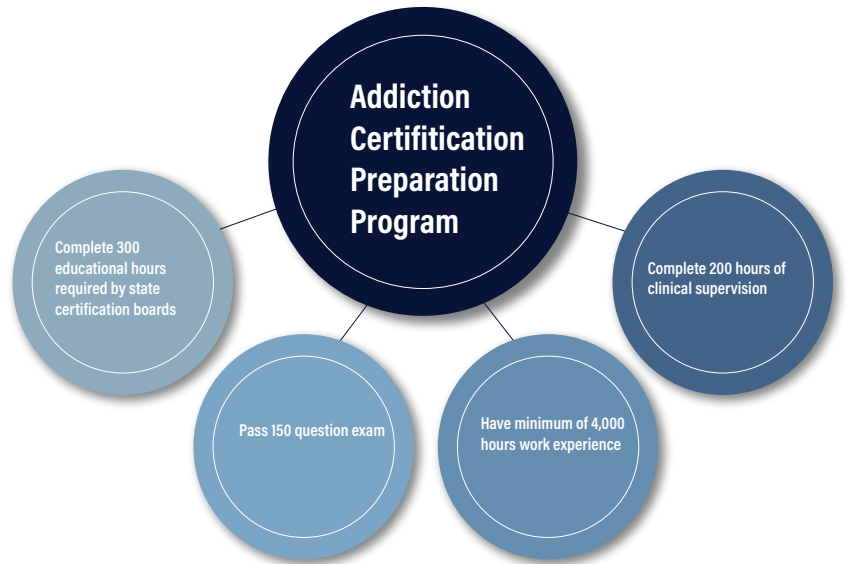 Addiction
Certifitication
Preparation
Program
Complete 300
educational hours
required by state
certification boards
Pass 150 question exam
Have minimum of 4,000
hours work experience
Complete 200 hours of
clinical supervision